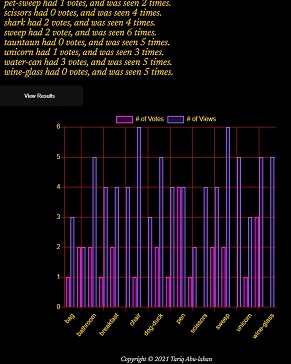 pet-sweep had 1 votes, and was seen 2 times.
scissors had 0 votes, and was seen 4 times.
shark had 2 votes, and was seen 4 times.
sweep had 2 votes, and was seen 6 times.
tauntaun had 0 votes, and was seen 5 times.
unicorn had 1 votes, and was seen 3 times.
water-can had 3 votes, and was seen 5 times.
wine-glass had 0 votes, and was seen 5 times.
View Results
# of Votes # of Views
6
5
4
3
2
1
0
bag bathroom breakfast chair dog-duck pen scissors sweep unicorn wine-glass
Copyright © 2021 Tariq Abu-laban